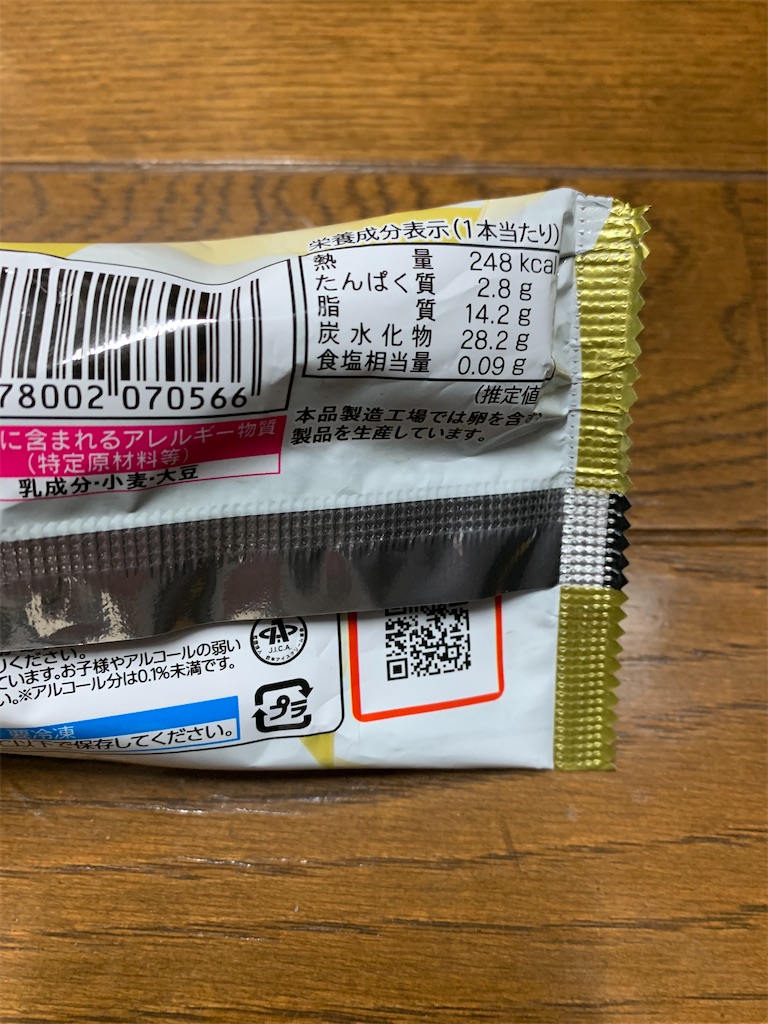 栄養成分表示(1本当たり)
熱量 248 kcal
たんぱく質 2.8 g
脂質 14.2 g
炭水化物 28.2 g
食塩相当量 0.09 g
(推定値
78002 070566
本品製造工場では卵を含む
製品を生産しています。
に含まれるアレルギー物質
(特定原材料等)
乳成分・小麦・大豆
ください。
ています。お子様やアルコールの弱い
い。※アルコール分は0.1%未満です。
要冷凍
以下で保存してください。
J.I.C.A.
プラ